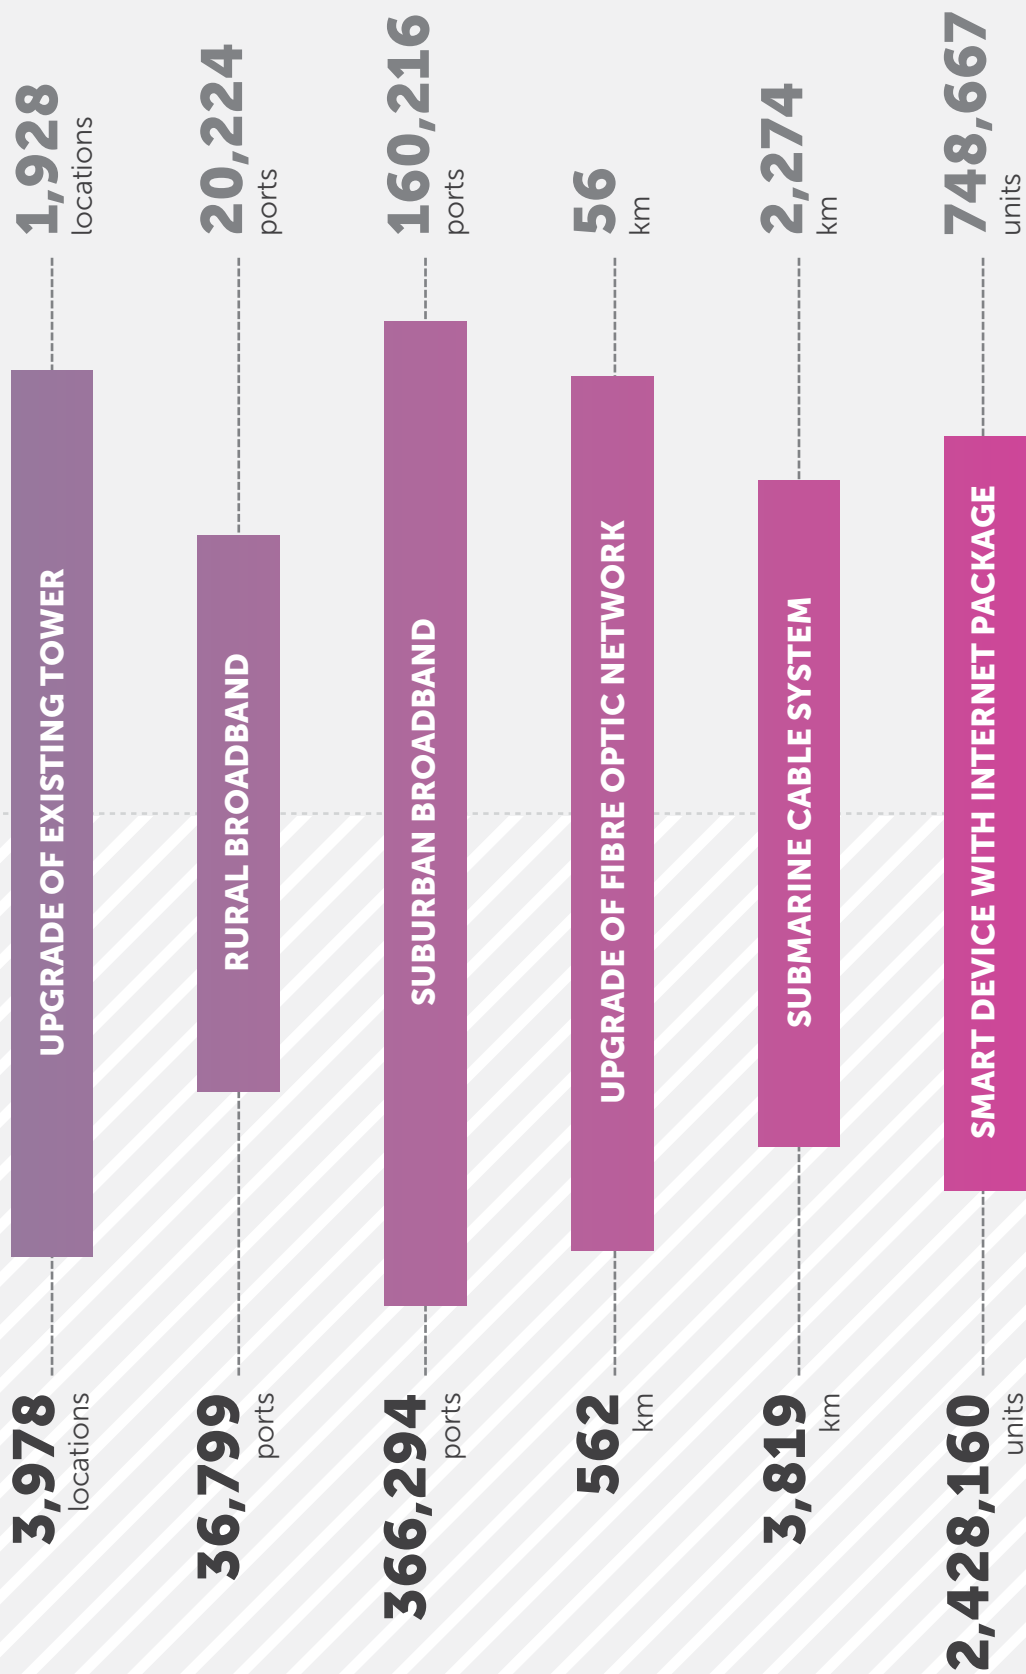 3,978
locations
UPGRADE OF EXISTING TOWER
1,928
locations
36,799
ports
RURAL BROADBAND
20,224
ports
366,294
ports
SUBURBAN BROADBAND
160,216
ports
562
km
UPGRADE OF FIBRE OPTIC NETWORK
56
km
3,819
km
SUBMARINE CABLE SYSTEM
2,274
km
2,428,160
units
SMART DEVICE WITH INTERNET PACKAGE
748,667
units